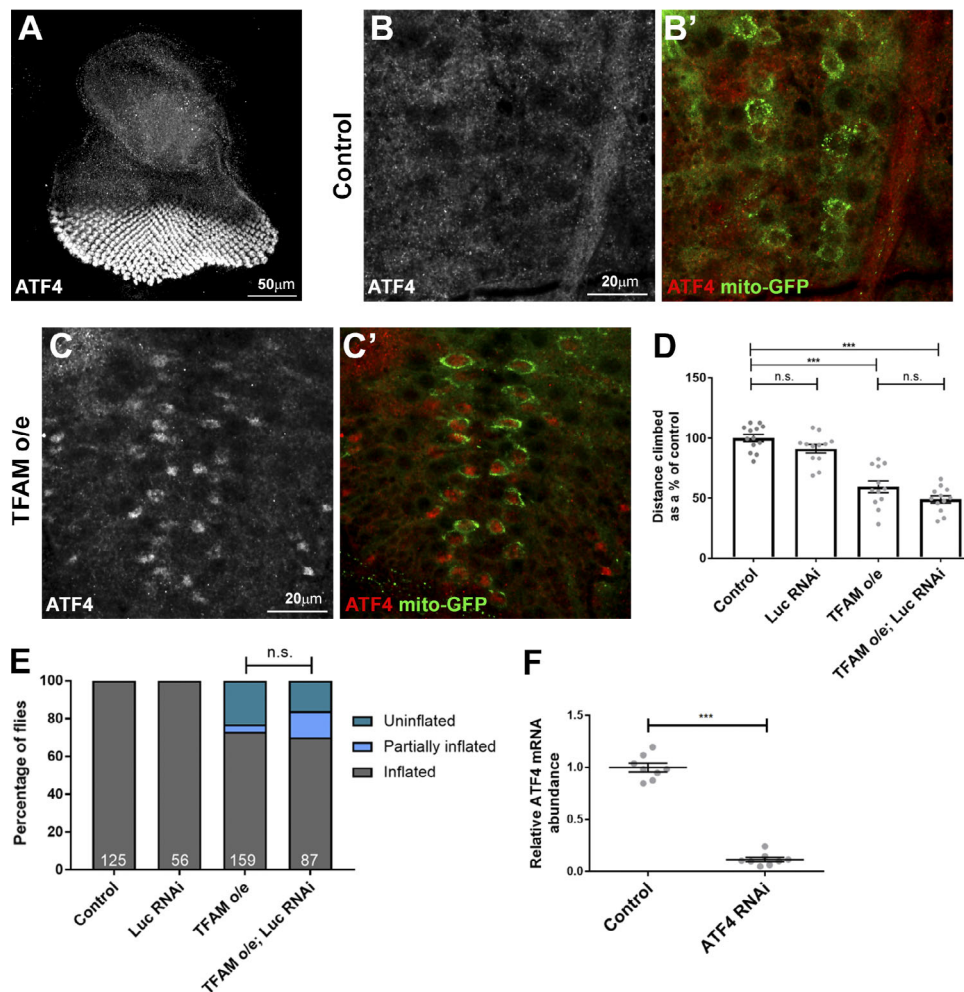 A
ATF4
50μm
Control
B
ATF4
20μm
B'
ATF4 mito-GFP
TFAM o/e
C
ATF4
20μm
C'
ATF4 mito-GFP
D
***
***
n.s.
n.s.
Distance climbed
as a % of control
150
100
50
0
Control
Luc RNAi
TFAM o/e
TFAM o/e; Luc RNAi
E
n.s.
Percentage of flies
100
80
60
40
20
0
125
56
159
87
Control
Luc RNAi
TFAM o/e
TFAM o/e; Luc RNAi
Uninflated
Partially inflated
Inflated
F
***
Relative ATF4 mRNA
abundance
1.5
1.0
0.5
0.0
Control
ATF4 RNAi